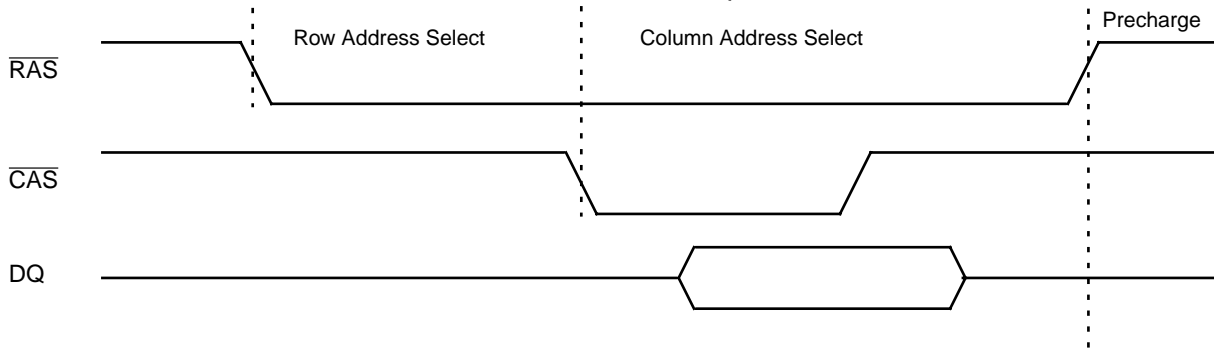 Precharge
Row Address Select
Column Address Select
RAS
CAS
DQ